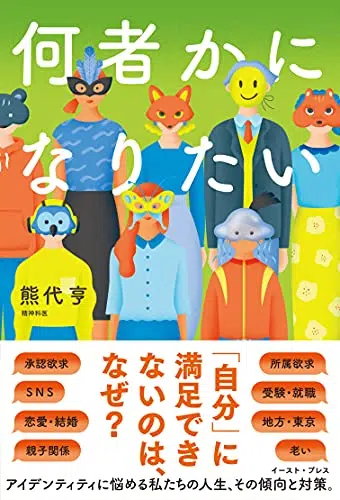 何者かに
なりたい
熊代亨
精神科医
「自分」に
満足でき
ないのは、
なぜ?
承認欲求
SNS
恋愛・結婚
親子関係
所属欲求
受験・就職
地方・東京
老い
イースト・プレス
アイデンティティに悩める私たちの人生、その傾向と対策。